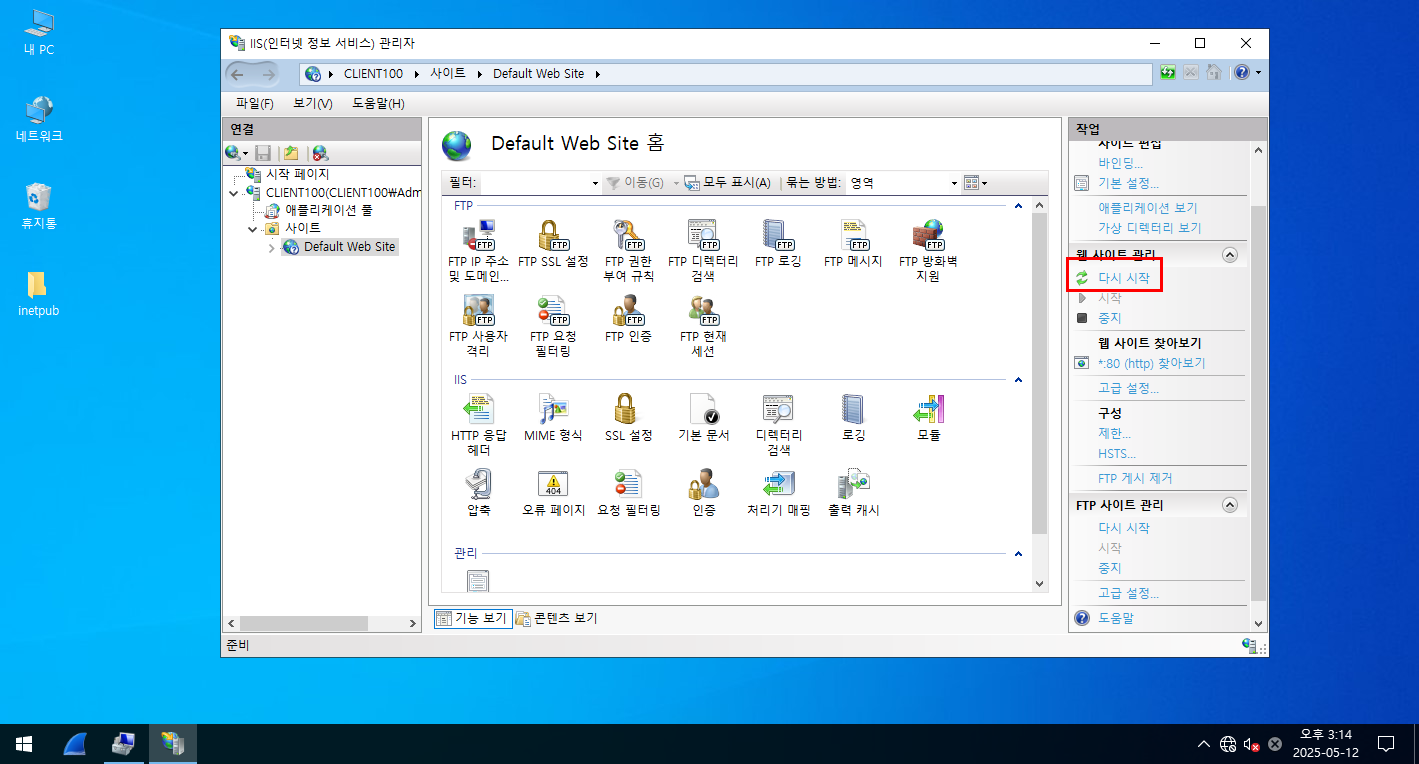 내 PC
네트워크
휴지통
inetpub
IIS(인터넷 정보 서비스) 관리자
CLIENT100
사이트
Default Web Site
파일(F)
보기(V)
도움말(H)
연결
시작 페이지
CLIENT100(CLIENT100\Adm
애플리케이션 풀
사이트
Default Web Site
Default Web Site 홈
필터:
이동(G)
모두 표시(A)
묶는 방법:
영역
FTP
FTP IP 주소
및 도메인...
FTP SSL 설정
FTP 권한
부여 규칙
FTP 디렉터리
검색
FTP 로깅
FTP 메시지
FTP 방화벽
지원
FTP 사용자
격리
FTP 요청
필터링
FTP 인증
FTP 현재
세션
IIS
HTTP 응답
헤더
MIME 형식
SSL 설정
기본 문서
디렉터리
검색
로깅
모듈
압축
404
오류 페이지
요청 필터링
인증
처리기 매핑
출력 캐시
관리
기능 보기
콘텐츠 보기
작업
사이트 편집
바인딩...
기본 설정...
애플리케이션 보기
가상 디렉터리 보기
웹 사이트 관리
다시 시작
시작
중지
웹 사이트 찾아보기
*:80 (http) 찾아보기
고급 설정...
구성
제한...
HSTS...
FTP 게시 제거
FTP 사이트 관리
다시 시작
시작
중지
고급 설정...
도움말
준비
오후 3:14
2025-05-12